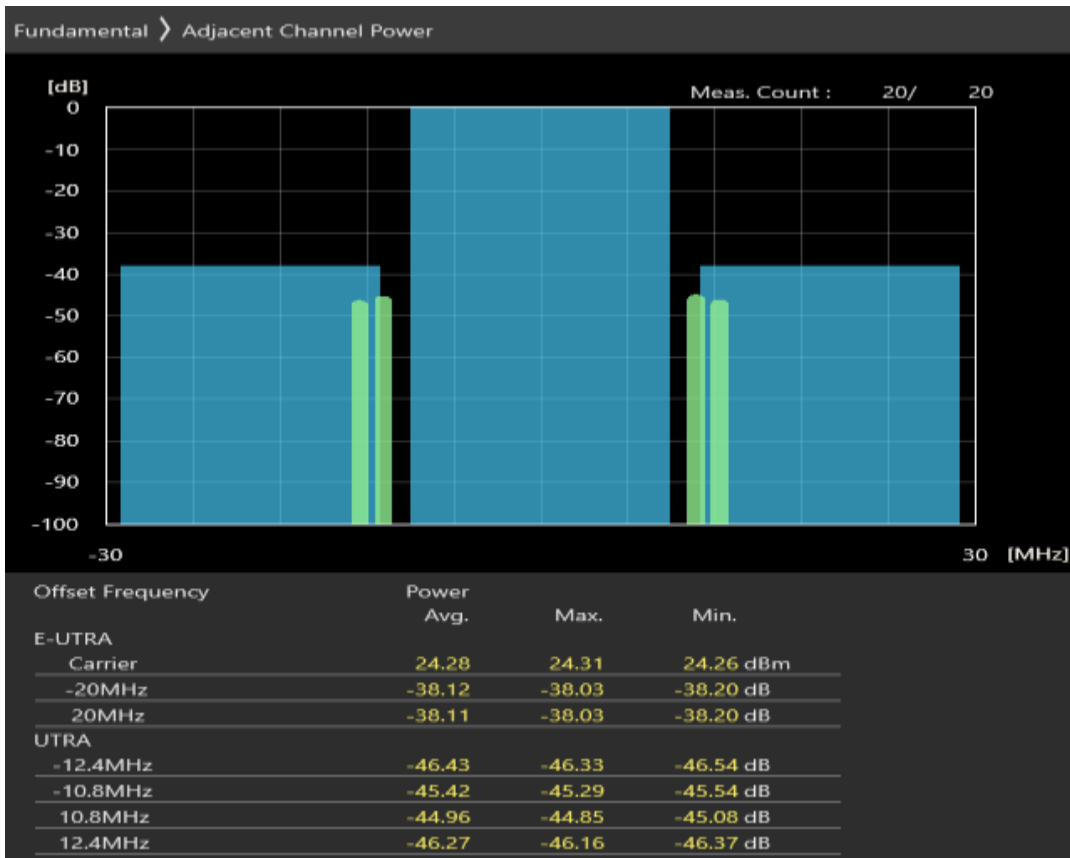 Fundamental ❯ Adjacent Channel Power
[dB]
Meas. Count : 20/ 20
0
-10
-20
-30
-40
-50
-60
-70
-80
-90
-100
-30 30 [MHz]
Offset Frequency Power
Avg. Max. Min.
E-UTRA
Carrier 24.28 24.31 24.26 dBm
-20MHz -38.12 -38.03 -38.20 dB
20MHz -38.11 -38.03 -38.20 dB
UTRA
-12.4MHz -46.43 -46.33 -46.54 dB
-10.8MHz -45.42 -45.29 -45.54 dB
10.8MHz -44.96 -44.85 -45.08 dB
12.4MHz -46.27 -46.16 -46.37 dB